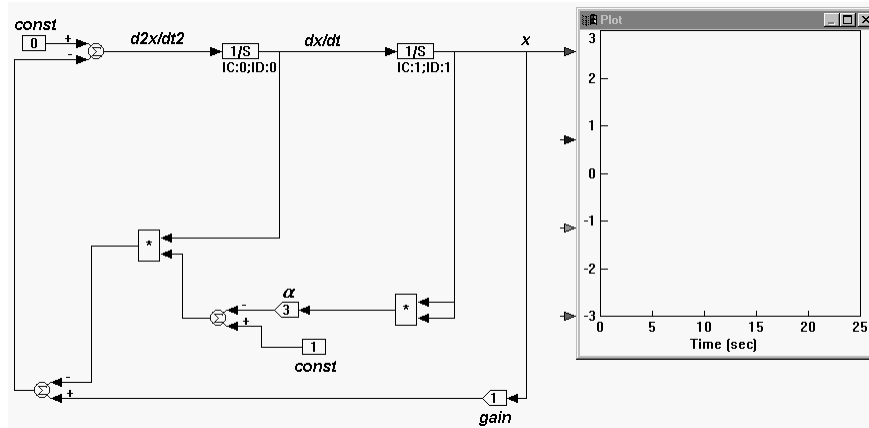 const
0
+
-
Σ
d2x/dt2
1/S
IC:0;ID:0
dx/dt
1/S
IC:1;ID:1
x
*
α
3
-
+
Σ
*
1
const
-
+
Σ
1
gain
Plot
3
2
1
0
-1
-2
-3
0 5 10 15 20 25
Time (sec)